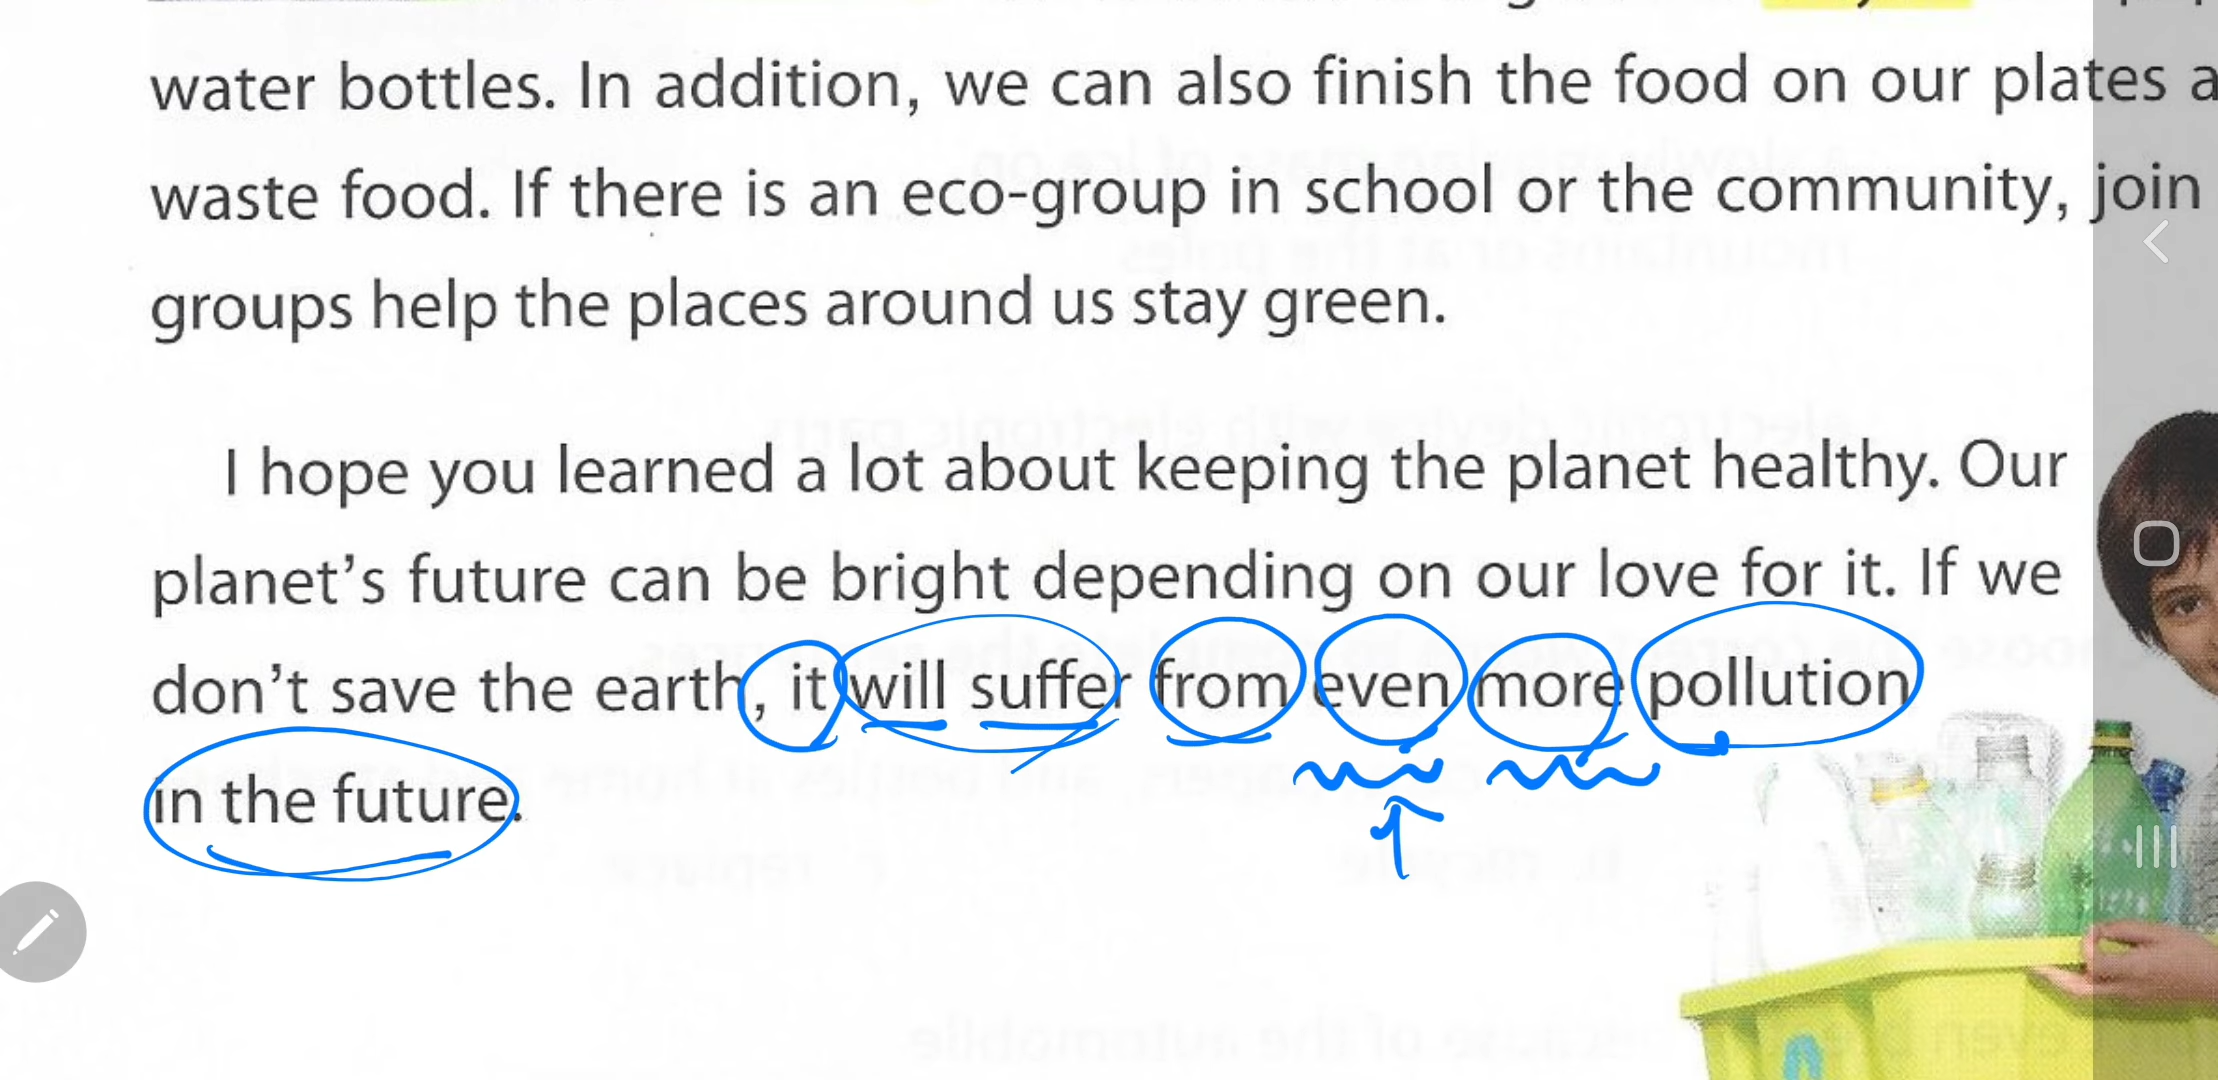 water bottles. In addition, we can also finish the food on our plates a
waste food. If there is an eco-group in school or the community, join
groups help the places around us stay green.
I hope you learned a lot about keeping the planet healthy. Our
planet's future can be bright depending on our love for it. If we
don't save the earth, it will suffer from even more pollution
in the future.